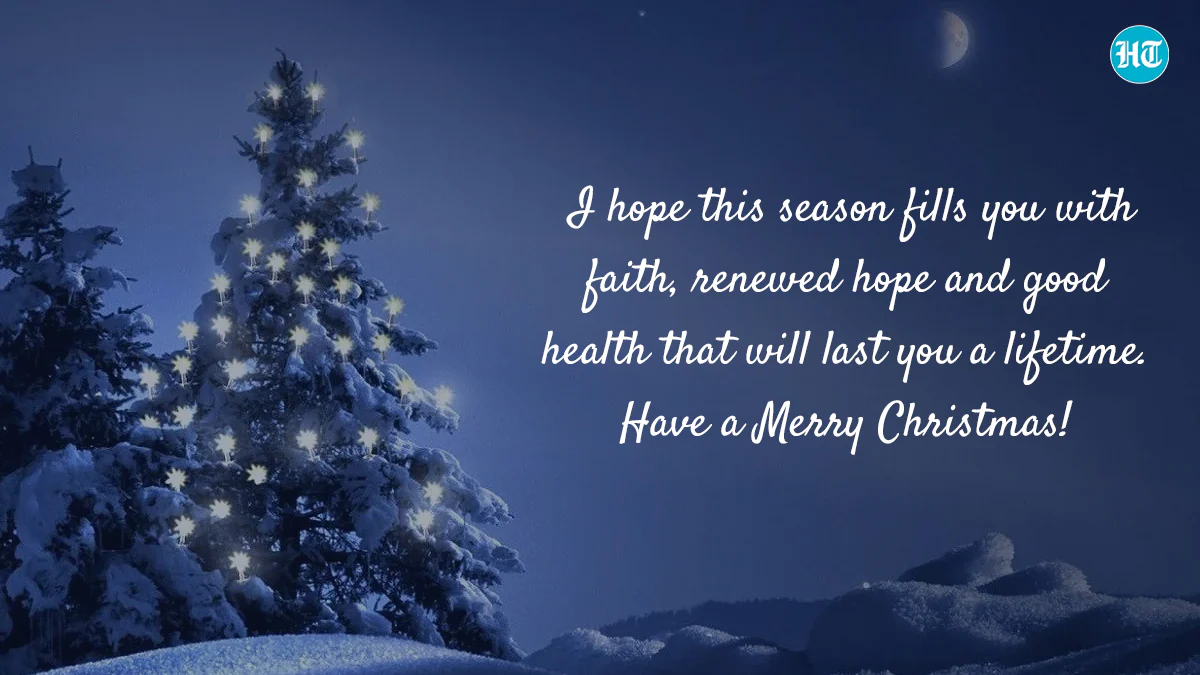 HT
I hope this season fills you with
faith, renewed hope and good
health that will last you a lifetime.
Have a Merry Christmas!